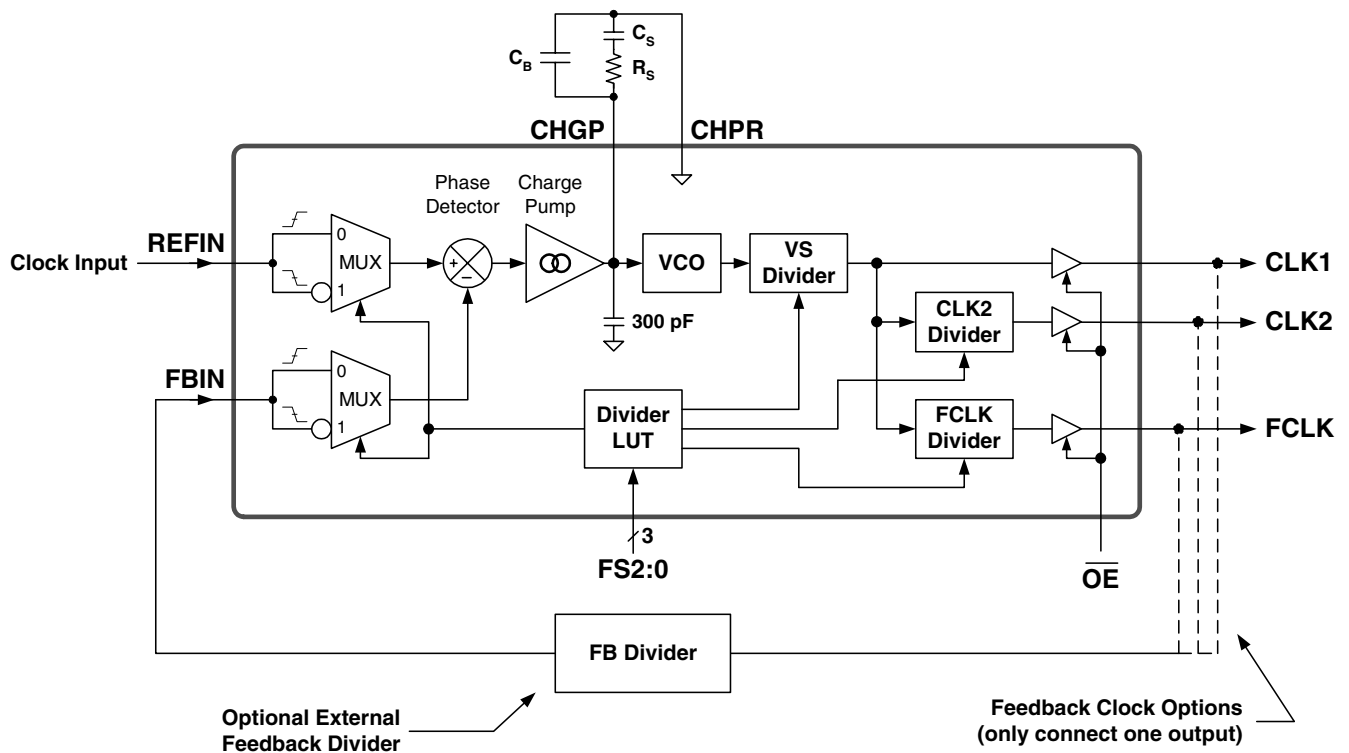 C_S
C_B
R_S
CHGP
CHPR
Phase
Detector
Charge
Pump
REFIN
Clock Input
0
MUX
1
+
−
VCO
VS
Divider
CLK1
300 pF
CLK2
Divider
CLK2
FBIN
0
MUX
1
Divider
LUT
FCLK
Divider
FCLK
3
FS2:0
OE
FB Divider
Optional External
Feedback Divider
Feedback Clock Options
(only connect one output)